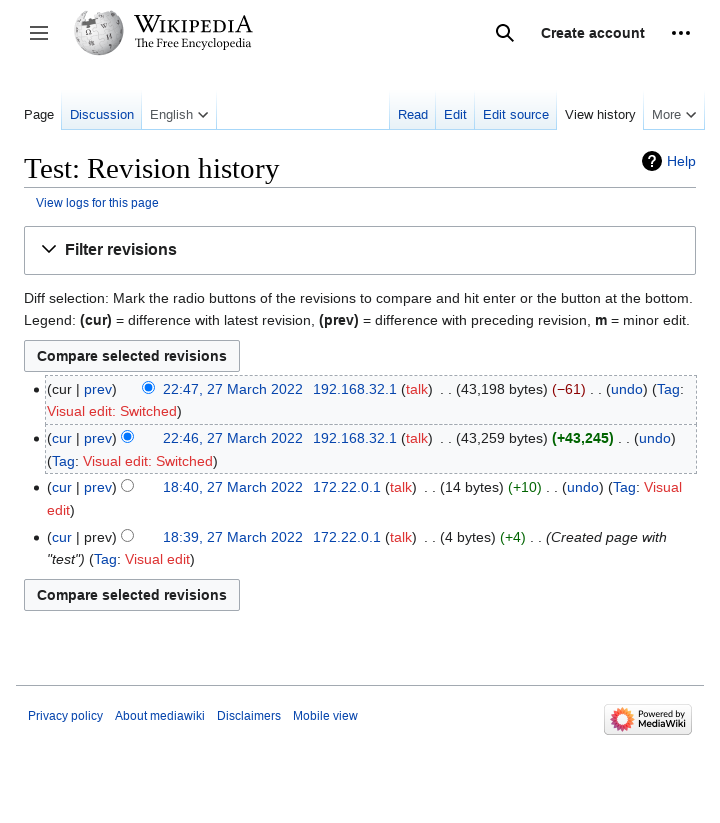 WIKIPEDIA
The Free Encyclopedia
Create account
Page Discussion English Read Edit Edit source View history More
Test: Revision history
Help
View logs for this page
Filter revisions
Diff selection: Mark the radio buttons of the revisions to compare and hit enter or the button at the bottom.
Legend: (cur) = difference with latest revision, (prev) = difference with preceding revision, m = minor edit.
Compare selected revisions
• (cur | prev) 22:47, 27 March 2022 192.168.32.1 (talk) . . (43,198 bytes) (−61) . . (undo) (Tag:
Visual edit: Switched)
• (cur | prev) 22:46, 27 March 2022 192.168.32.1 (talk) . . (43,259 bytes) (+43,245) . . (undo)
(Tag: Visual edit: Switched)
• (cur | prev) 18:40, 27 March 2022 172.22.0.1 (talk) . . (14 bytes) (+10) . . (undo) (Tag: Visual
edit)
• (cur | prev) 18:39, 27 March 2022 172.22.0.1 (talk) . . (4 bytes) (+4) . . (Created page with
"test") (Tag: Visual edit)
Compare selected revisions
Privacy policy About mediawiki Disclaimers Mobile view
Powered by
MediaWiki